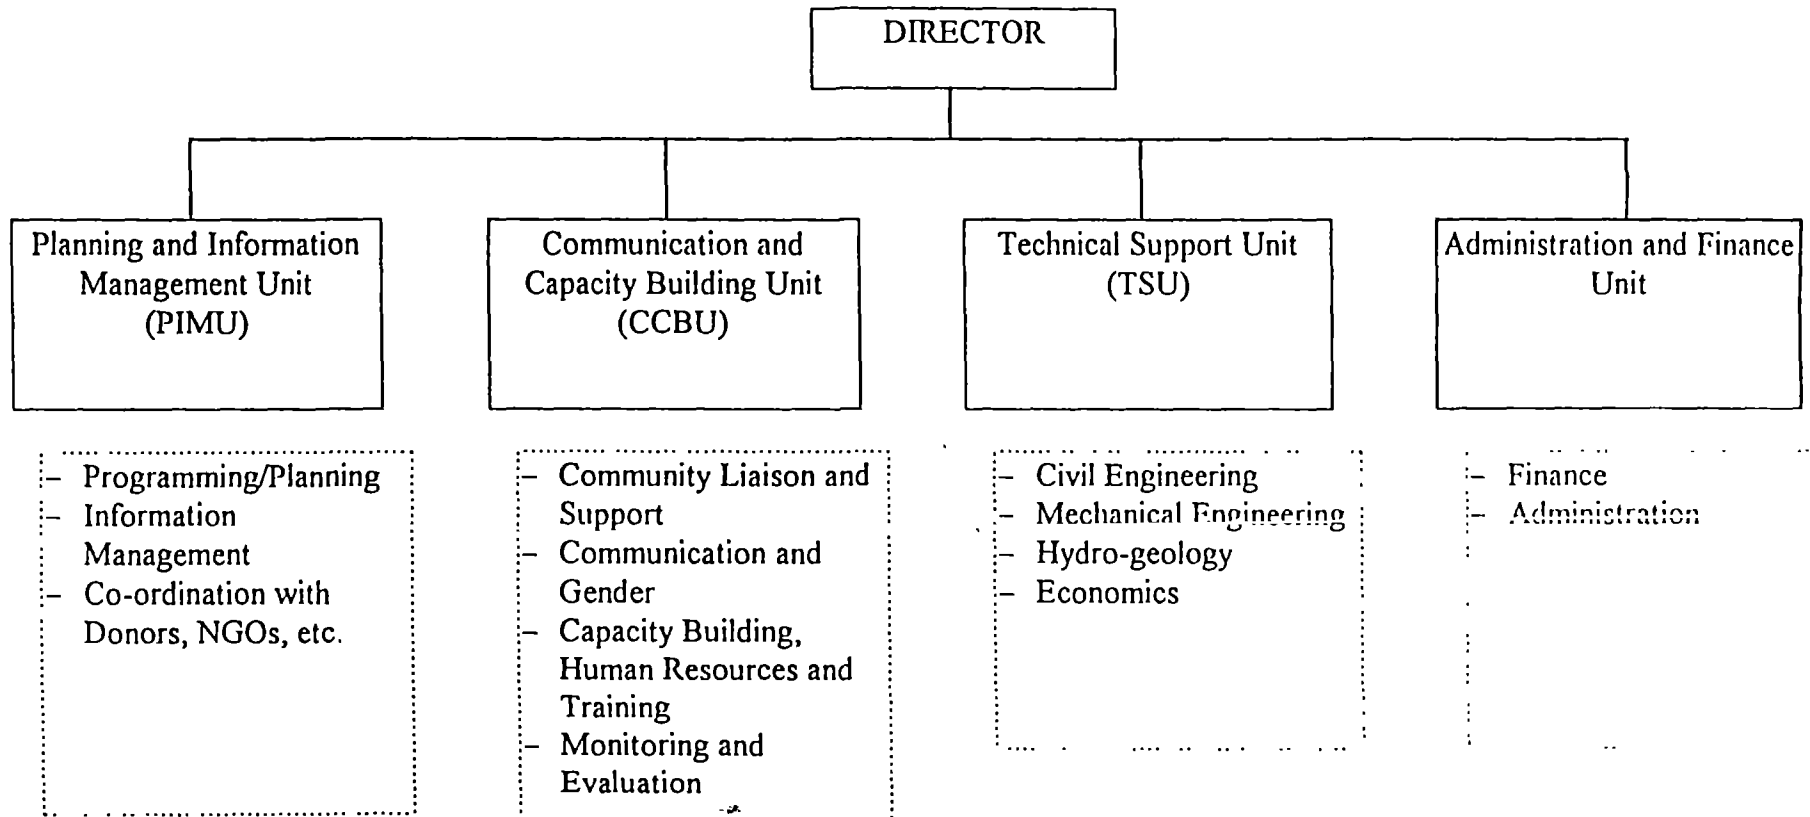 DIRECTOR
Planning and Information
Management Unit
(PIMU)
Communication and
Capacity Building Unit
(CCBU)
Technical Support Unit
(TSU)
Administration and Finance
Unit
– Programming/Planning
– Information
Management
– Co-ordination with
Donors, NGOs, etc.
– Community Liaison and
Support
– Communication and
Gender
– Capacity Building,
Human Resources and
Training
– Monitoring and
Evaluation
– Civil Engineering
– Mechanical Engineering
– Hydro-geology
– Economics
– Finance
– Administration